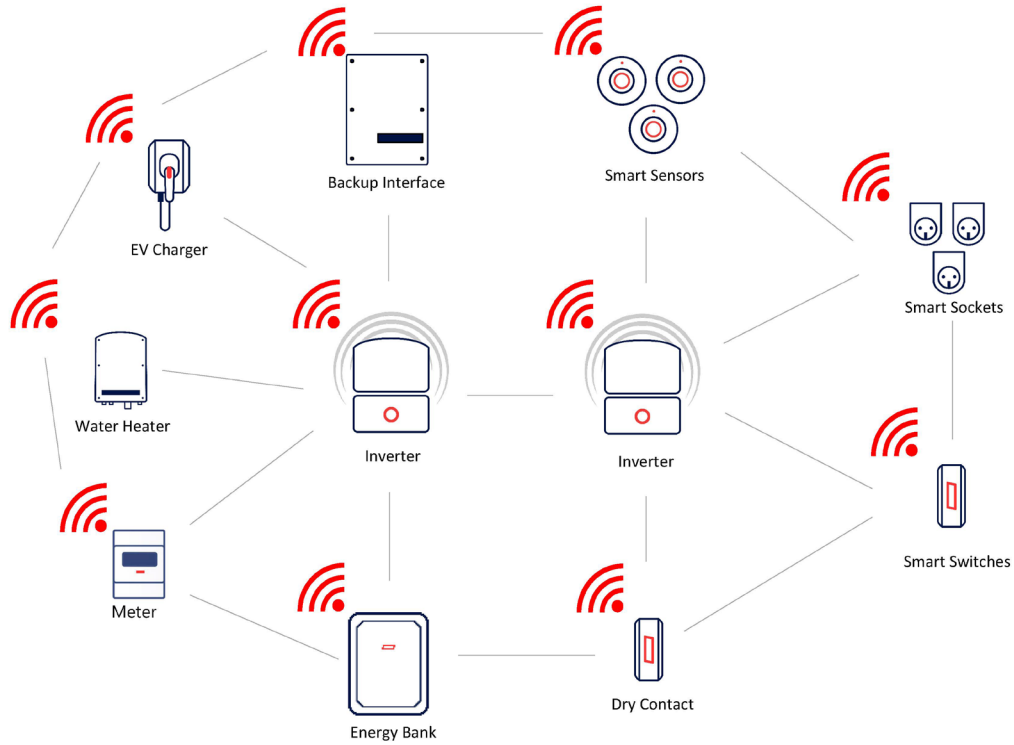 Backup Interface
Smart Sensors
EV Charger
Smart Sockets
Water Heater
Inverter
Inverter
Smart Switches
Meter
Dry Contact
Energy Bank